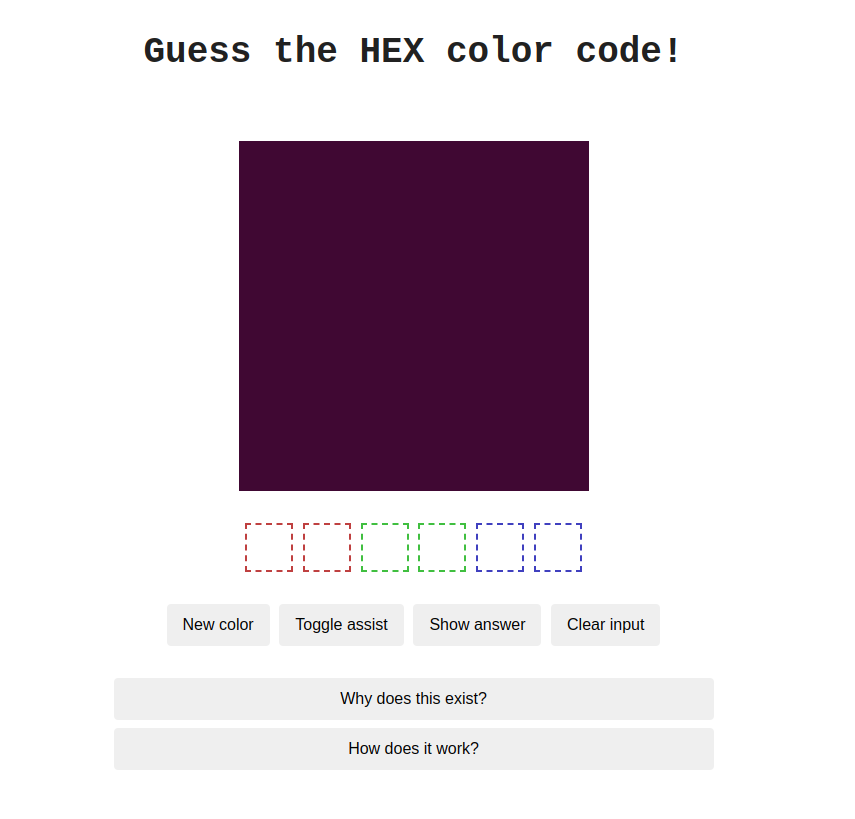 Guess the HEX color code!
New color Toggle assist Show answer Clear input
Why does this exist?
How does it work?